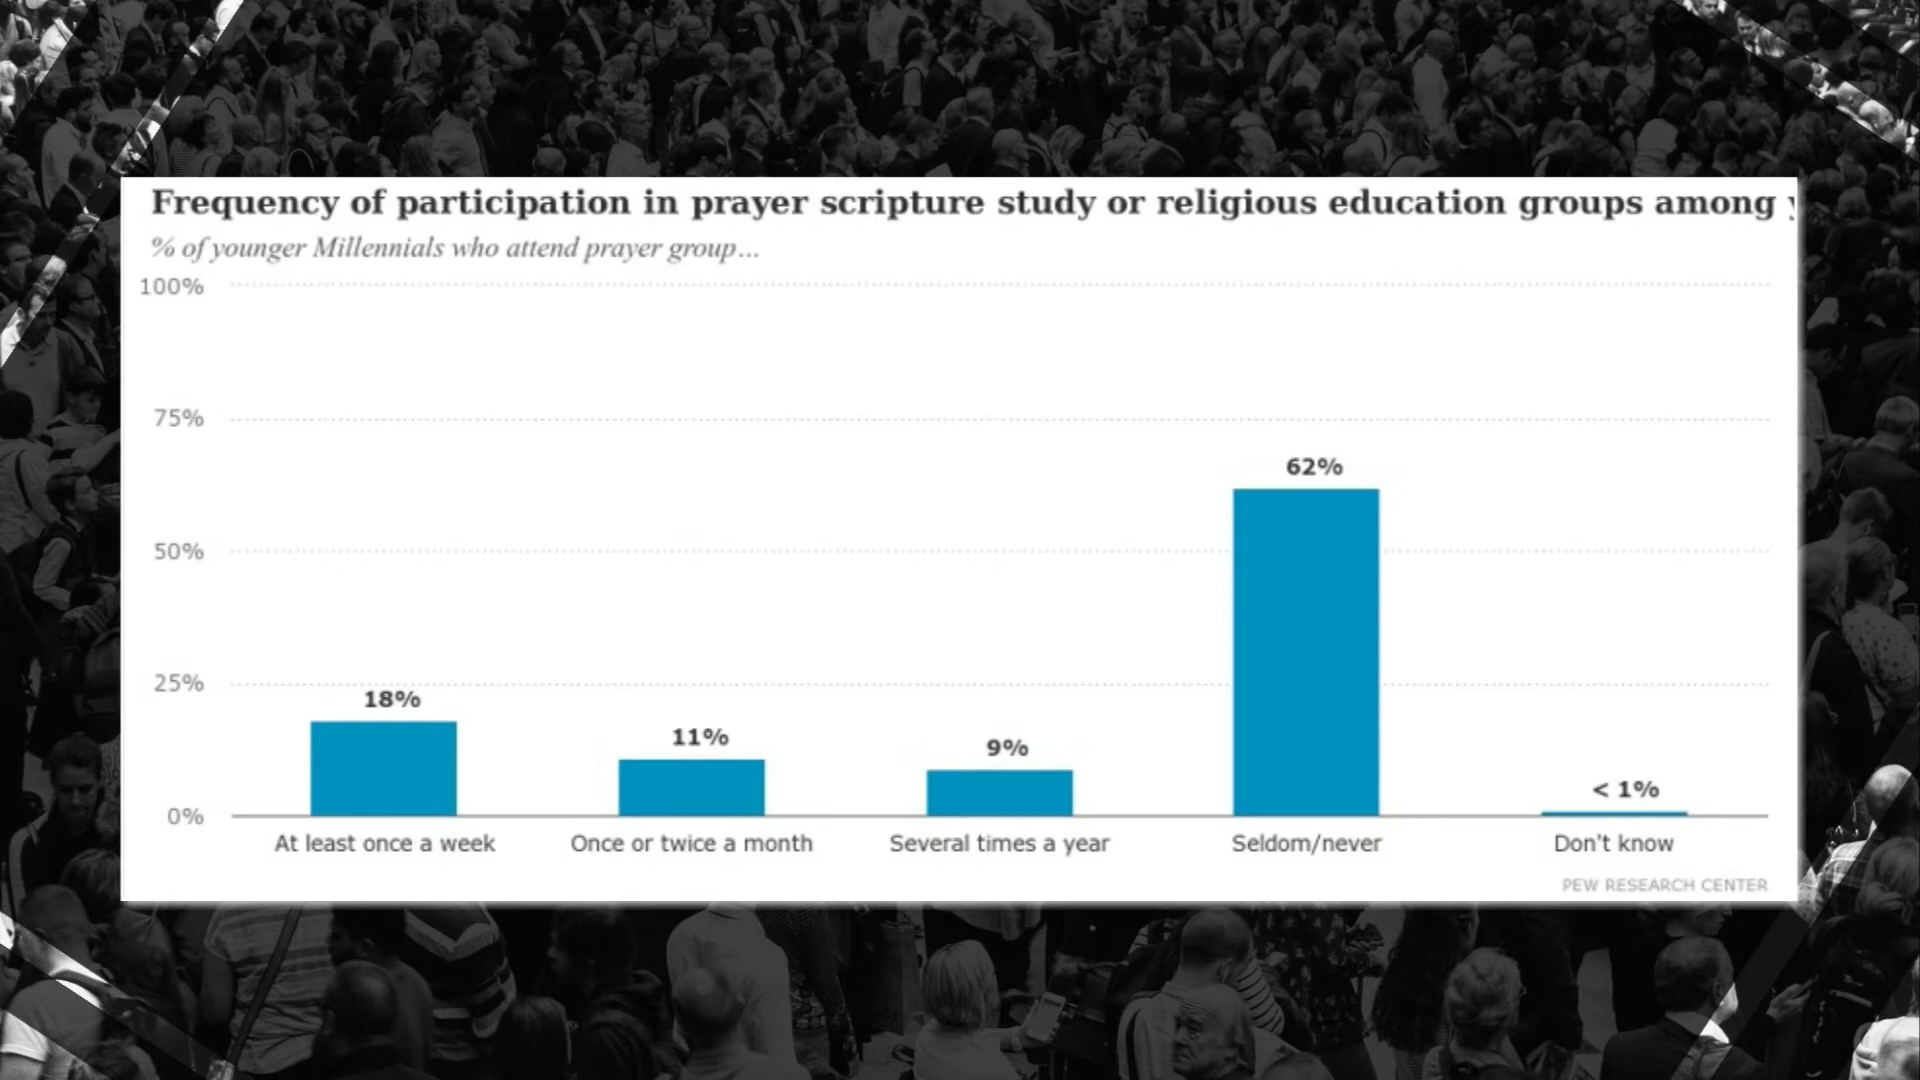 Frequency of participation in prayer scripture study or religious education groups among
% of younger Millennials who attend prayer group…
100%
75%
62%
50%
25%
18%
11%
9%
< 1%
0%
At least once a week Once or twice a month Several times a year Seldom/never Don't know
PEW RESEARCH CENTER